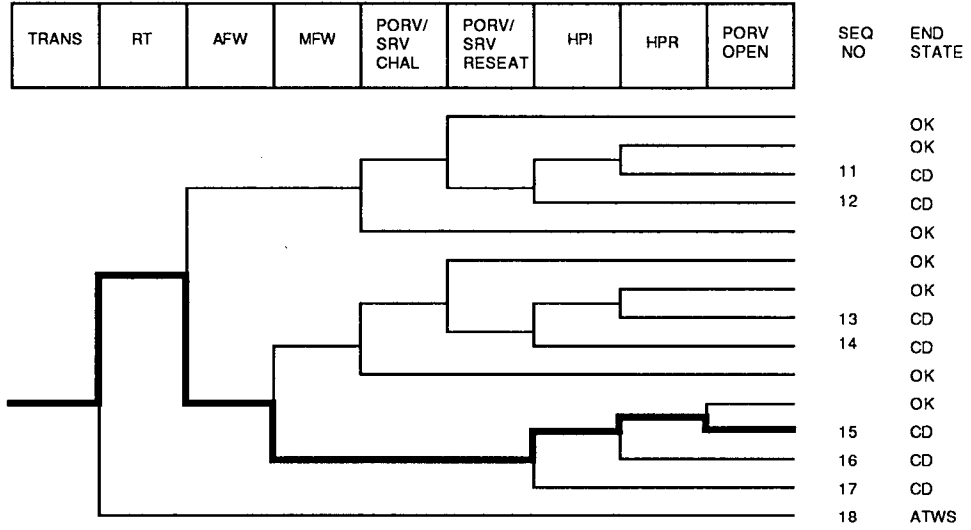 TRANS
RT
AFW
MFW
PORV/
SRV
CHAL
PORV/
SRV
RESEAT
HPI
HPR
PORV
OPEN
SEQ
NO
END
STATE
OK
OK
11 CD
12 CD
OK
OK
OK
13 CD
14 CD
OK
OK
15 CD
16 CD
17 CD
18 ATWS